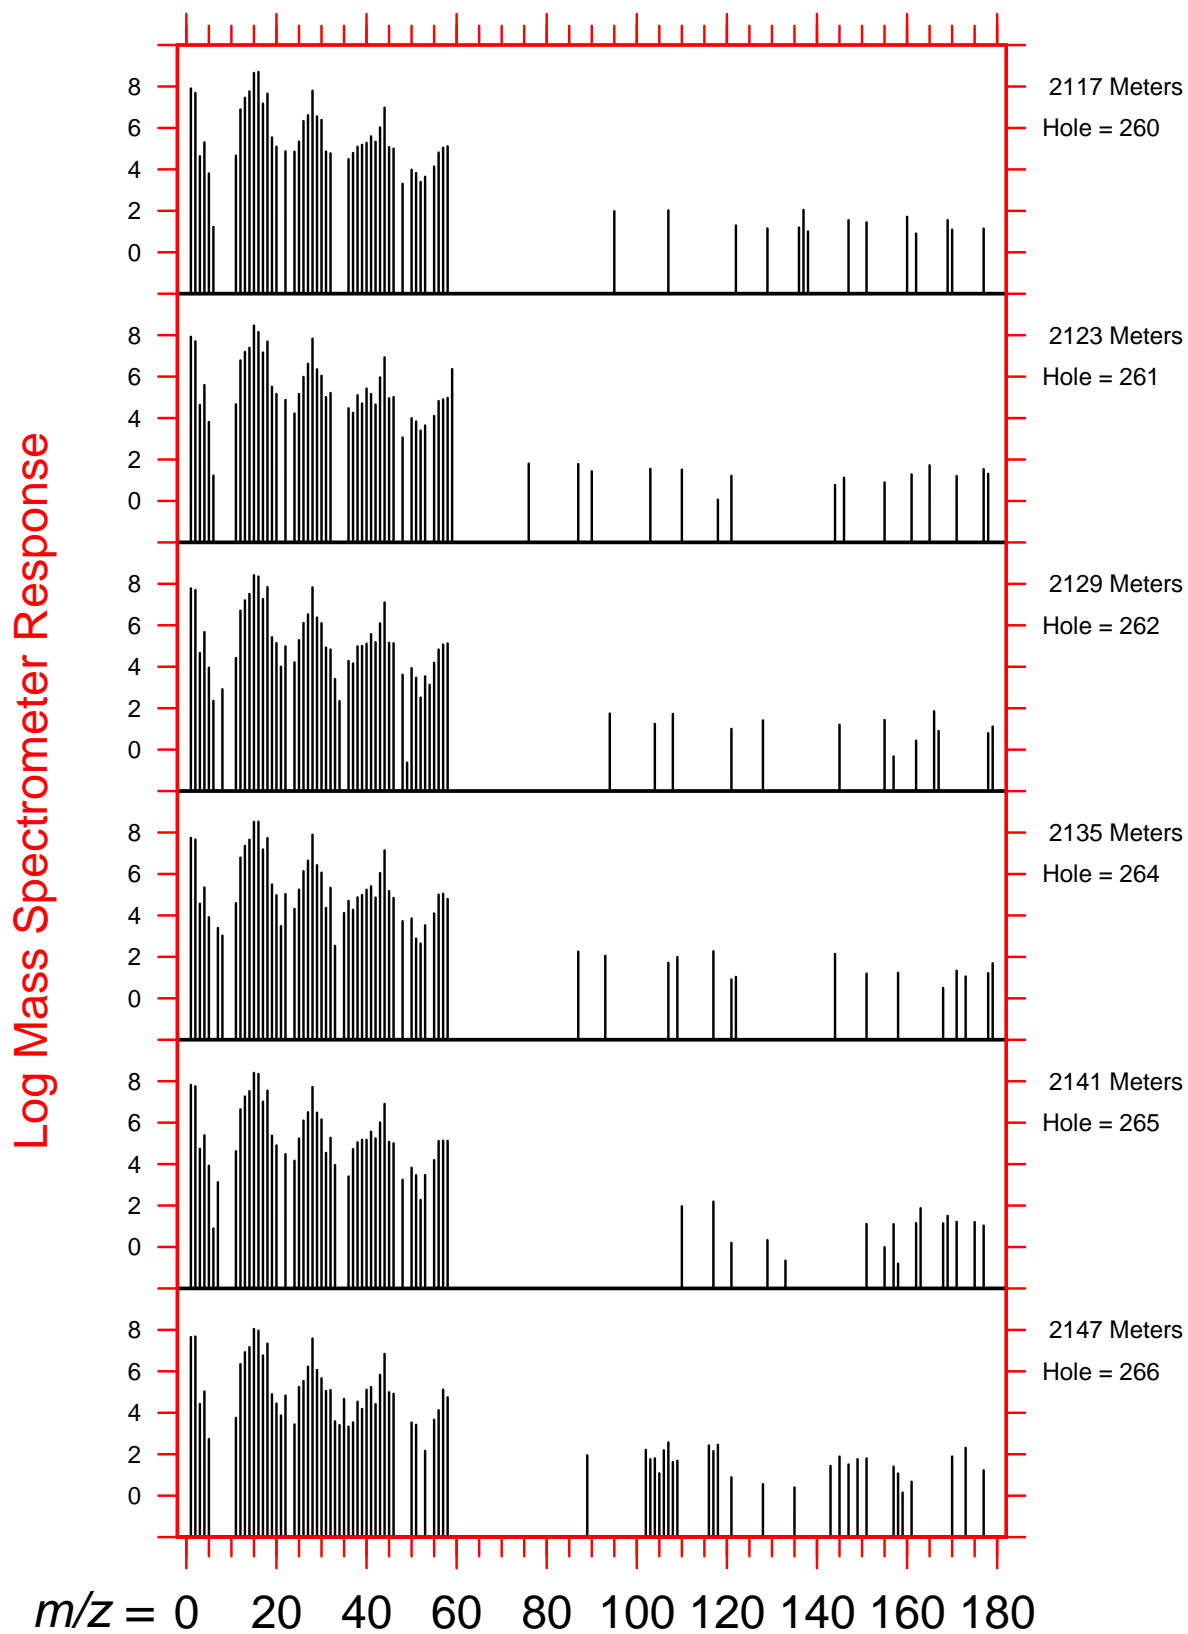 8 2117 Meters
6 Hole = 260
4
2
0
8 2123 Meters
6 Hole = 261
4
2
0
8 2129 Meters
6 Hole = 262
4
2
0
8 2135 Meters
6 Hole = 264
4
2
0
8 2141 Meters
6 Hole = 265
4
2
0
8 2147 Meters
6 Hole = 266
4
2
0
Log Mass Spectrometer Response
m/z = 0 20 40 60 80 100 120 140 160 180